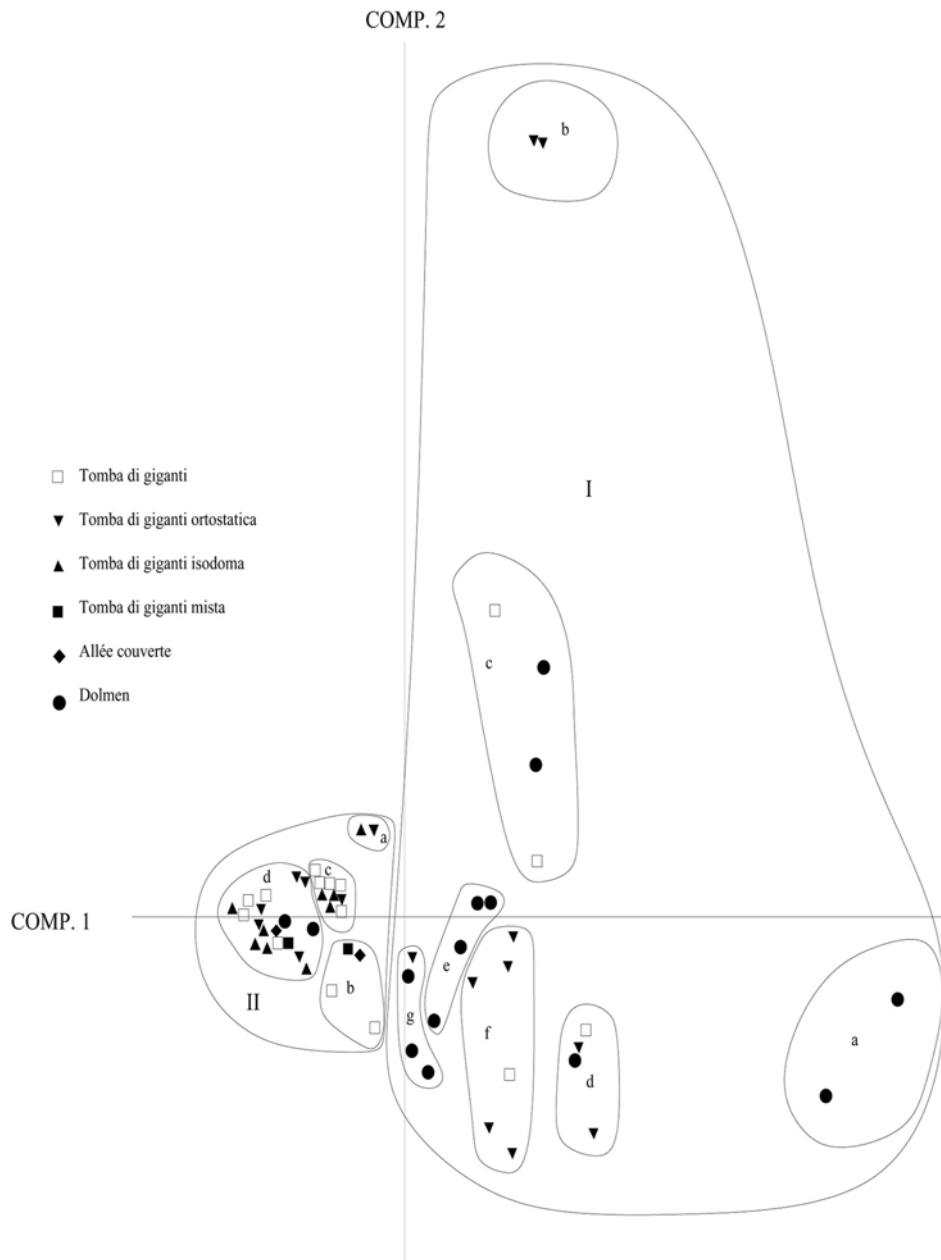 COMP. 2
b
I
Tomba di giganti
Tomba di giganti ortostatica
Tomba di giganti isodoma
Tomba di giganti mista
Allée couverte
Dolmen
c
a
c
d
COMP. 1
e
II
b
g
f
d
a